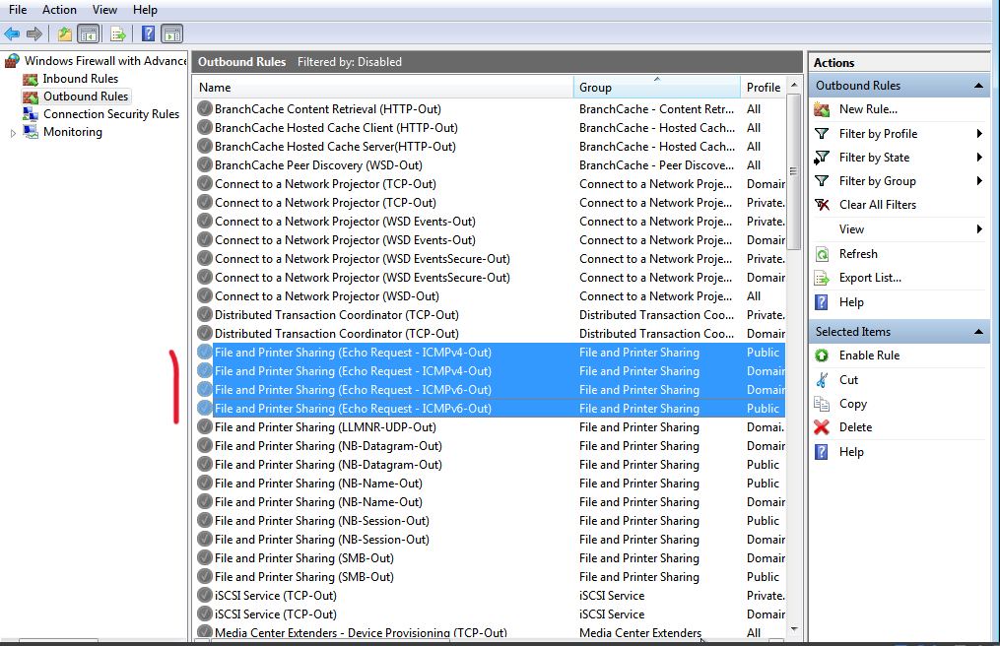 File Action View Help
Windows Firewall with Advance
Inbound Rules
Outbound Rules
Connection Security Rules
Monitoring
Outbound Rules Filtered by: Disabled
Name Group Profile
BranchCache Content Retrieval (HTTP-Out) BranchCache - Content Retr... All
BranchCache Hosted Cache Client (HTTP-Out) BranchCache - Hosted Cach... All
BranchCache Hosted Cache Server(HTTP-Out) BranchCache - Hosted Cach... All
BranchCache Peer Discovery (WSD-Out) BranchCache - Peer Discove... All
Connect to a Network Projector (TCP-Out) Connect to a Network Proje... Domain
Connect to a Network Projector (TCP-Out) Connect to a Network Proje... Private.
Connect to a Network Projector (WSD Events-Out) Connect to a Network Proje... Private.
Connect to a Network Projector (WSD Events-Out) Connect to a Network Proje... Domain
Connect to a Network Projector (WSD EventsSecure-Out) Connect to a Network Proje... Private.
Connect to a Network Projector (WSD EventsSecure-Out) Connect to a Network Proje... Domain
Connect to a Network Projector (WSD-Out) Connect to a Network Proje... All
Distributed Transaction Coordinator (TCP-Out) Distributed Transaction Coo... Private.
Distributed Transaction Coordinator (TCP-Out) Distributed Transaction Coo... Domain
File and Printer Sharing (Echo Request - ICMPv4-Out) File and Printer Sharing Public
File and Printer Sharing (Echo Request - ICMPv4-Out) File and Printer Sharing Domain
File and Printer Sharing (Echo Request - ICMPv6-Out) File and Printer Sharing Domain
File and Printer Sharing (Echo Request - ICMPv6-Out) File and Printer Sharing Public
File and Printer Sharing (LLMNR-UDP-Out) File and Printer Sharing Domai.
File and Printer Sharing (NB-Datagram-Out) File and Printer Sharing Domain
File and Printer Sharing (NB-Datagram-Out) File and Printer Sharing Public
File and Printer Sharing (NB-Name-Out) File and Printer Sharing Public
File and Printer Sharing (NB-Name-Out) File and Printer Sharing Domain
File and Printer Sharing (NB-Session-Out) File and Printer Sharing Public
File and Printer Sharing (NB-Session-Out) File and Printer Sharing Domain
File and Printer Sharing (SMB-Out) File and Printer Sharing Domain
File and Printer Sharing (SMB-Out) File and Printer Sharing Public
iSCSI Service (TCP-Out) iSCSI Service Private.
iSCSI Service (TCP-Out) iSCSI Service Domain
Media Center Extenders - Device Provisioning (TCP-Out) Media Center Extenders All
Actions
Outbound Rules
New Rule...
Filter by Profile
Filter by State
Filter by Group
Clear All Filters
View
Refresh
Export List...
Help
Selected Items
Enable Rule
Cut
Copy
Delete
Help